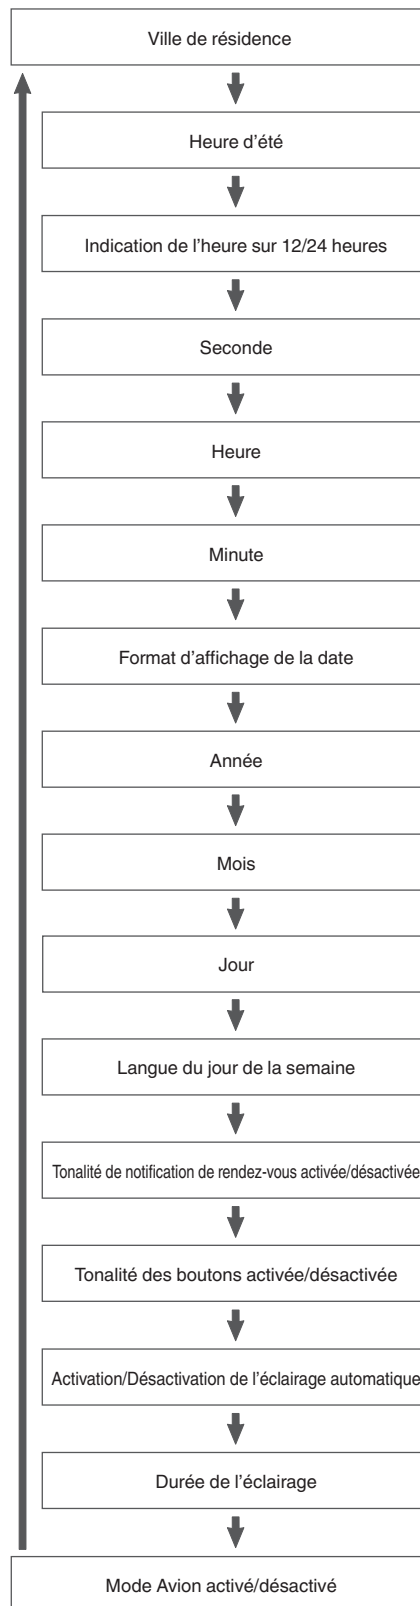 Ville de résidence
Heure d’été
Indication de l’heure sur 12/24 heures
Seconde
Heure
Minute
Format d’affichage de la date
Année
Mois
Jour
Langue du jour de la semaine
Tonalité de notification de rendez-vous activée/désactivée
Tonalité des boutons activée/désactivée
Activation/Désactivation de l’éclairage automatique
Durée de l’éclairage
Mode Avion activé/désactivé